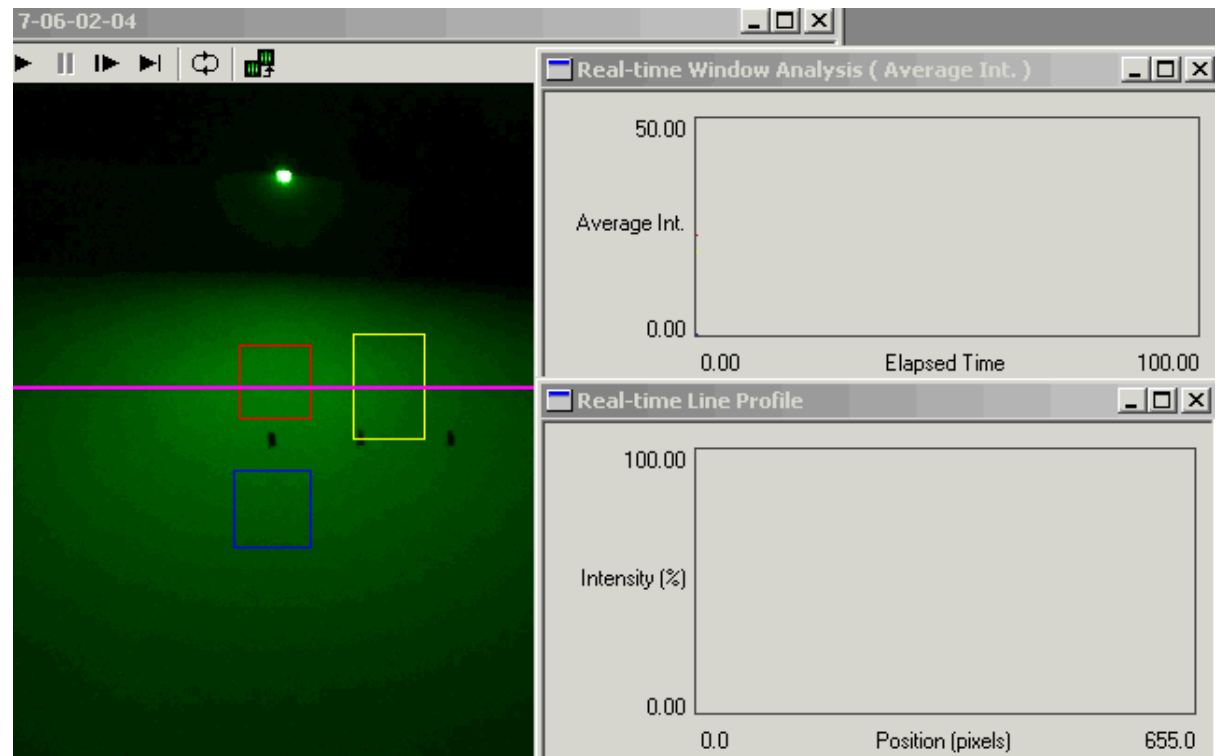 7-06-02-04
Real-time Window Analysis ( Average Int. )
50.00
Average Int.
0.00
0.00 Elapsed Time 100.00
Real-time Line Profile
100.00
Intensity (%)
0.00
0.0 Position (pixels) 655.0